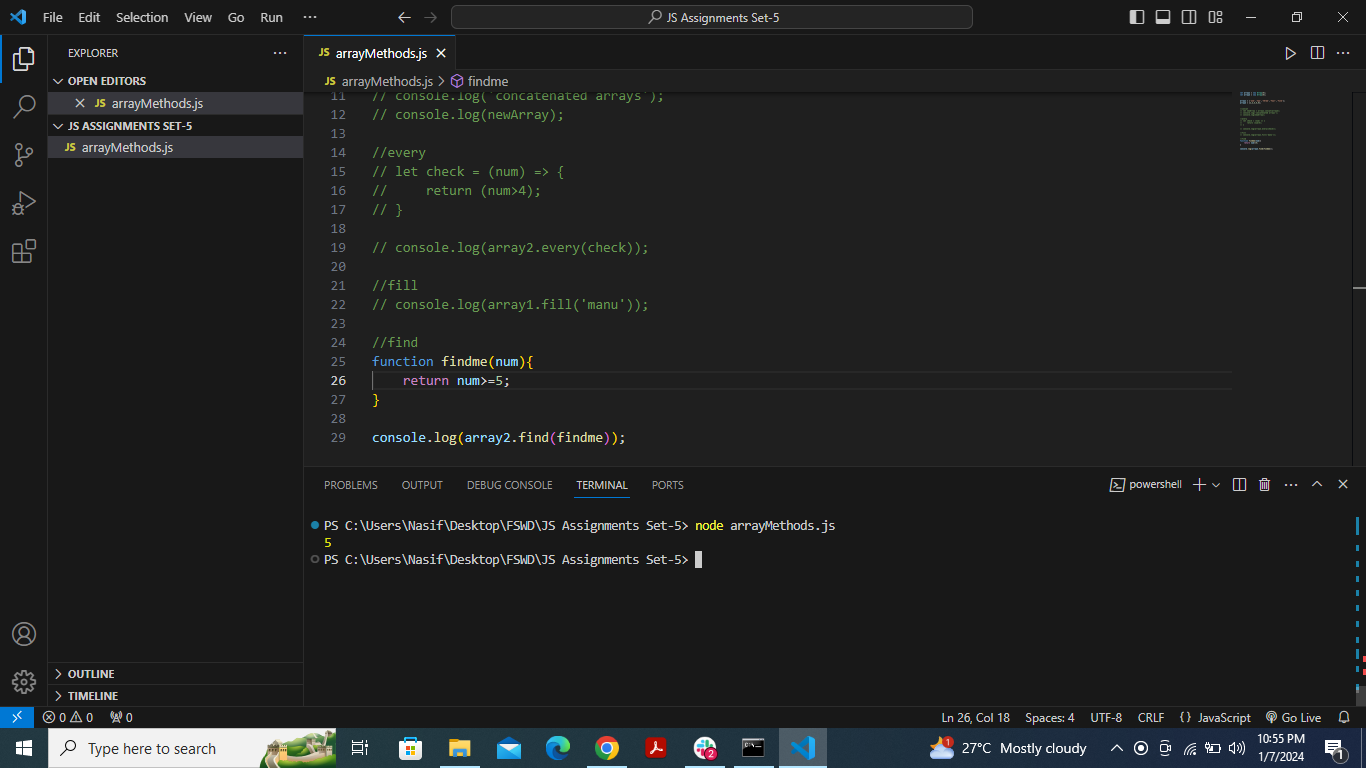 File Edit Selection View Go Run ···
JS Assignments Set-5
EXPLORER
OPEN EDITORS
JS arrayMethods.js
JS ASSIGNMENTS SET-5
JS arrayMethods.js
OUTLINE
TIMELINE
JS arrayMethods.js
JS arrayMethods.js > findme
11 // console.log(`concatenated arrays`);
12 // console.log(newArray);
13
14 //every
15 // let check = (num) => {
16 //     return (num>4);
17 // }
18
19 // console.log(array2.every(check));
20
21 //fill
22 // console.log(array1.fill('manu'));
23
24 //find
25 function findme(num){
26     return num>=5;
27 }
28
29 console.log(array2.find(findme));
PROBLEMS OUTPUT DEBUG CONSOLE TERMINAL PORTS
powershell
PS C:\Users\Nasif\Desktop\FSWD\JS Assignments Set-5> node arrayMethods.js
5
PS C:\Users\Nasif\Desktop\FSWD\JS Assignments Set-5>
0 0 0
Ln 26, Col 18 Spaces: 4 UTF-8 CRLF {} JavaScript Go Live
Type here to search
2
1
27°C Mostly cloudy
10:55 PM
1/7/2024
1